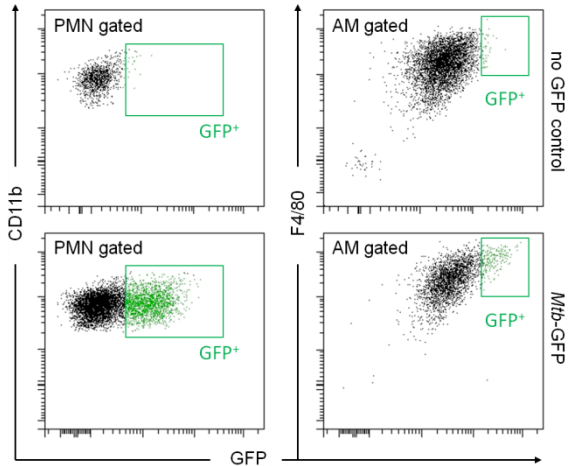 PMN gated
GFP⁺
AM gated
GFP⁺
no GFP control
CD11b
F4/80
PMN gated
GFP⁺
AM gated
GFP⁺
Mtb-GFP
GFP